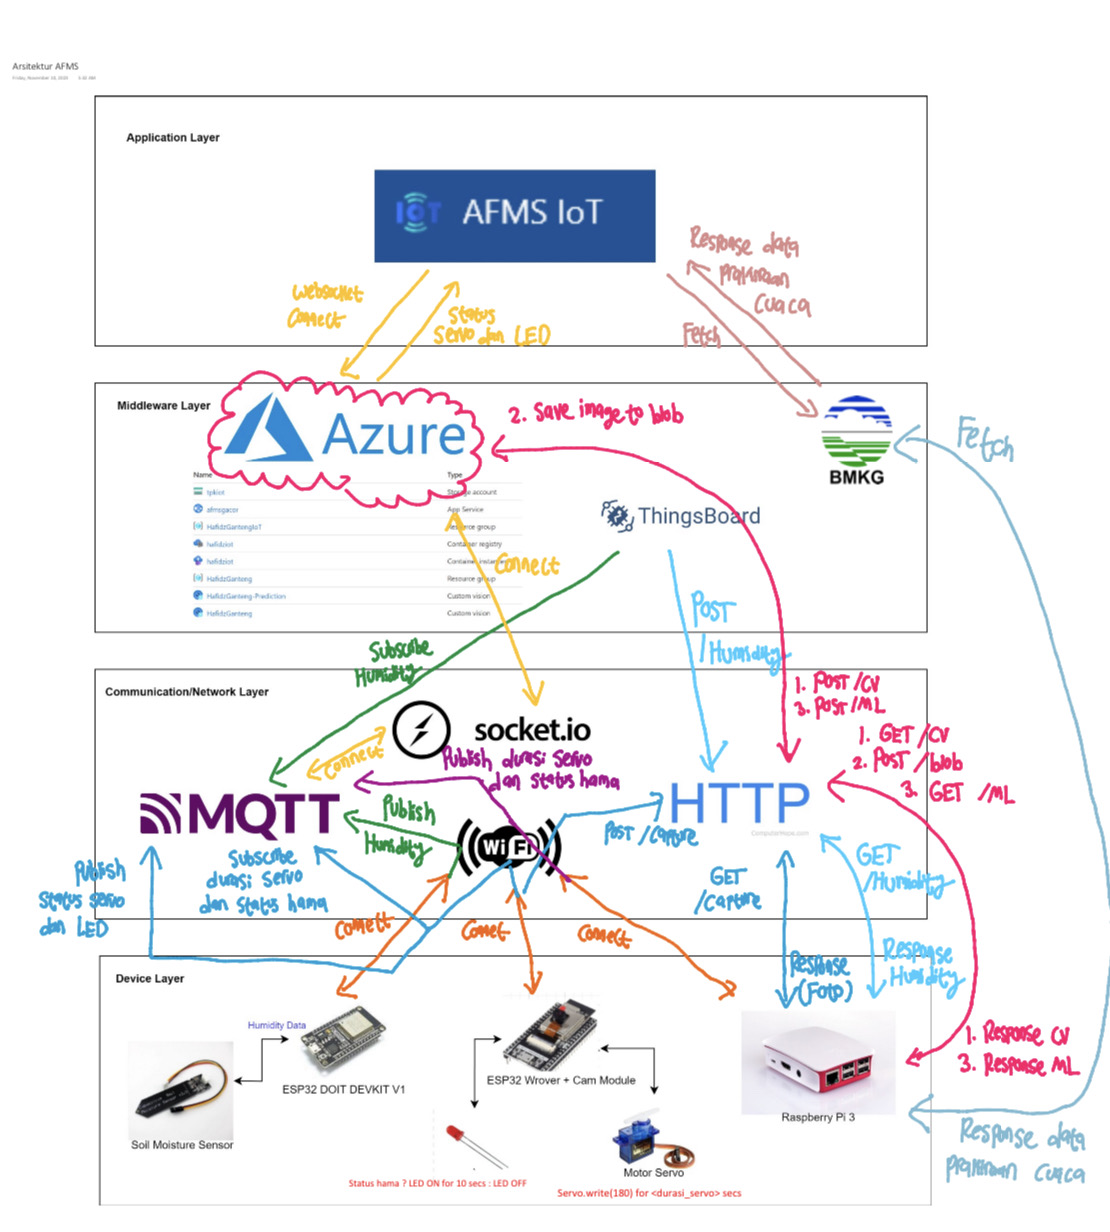 Arsitektur AFMS
Friday, November 20, 2020
Application Layer
IoT AFMS IoT
Response data
prakiraan
cuaca
Websocket
Connect
Status
Servo dan LED
Fetch
Middleware Layer
Azure
2. Save image to blob
BMKG
Fetch
Name Type
tpkiot Storage account
afmsgacor App Service
HafidzGantengIoT Resource group
hafidziot Container registry
hafidziot Container instances
HafidzGanteng Resource group
HafidzGanteng-Prediction Custom vision
HafidzGanteng Custom vision
ThingsBoard
Connect
POST
/Humidity
Subscribe
Humidity
Communication/Network Layer
1. POST /CV
3. POST /ML
socket.io
1. GET /CV
2. POST /blob
3. GET /ML
Connect
Publish durasi servo
dan status hama
MQTT
HTTP
ComputerHope.com
Publish
Humidity
WiFi
POST /Capture
Publish
Status servo
dan LED
Subscribe
durasi servo
dan status hama
GET
/Capture
GET
/Humidity
Connect
Connect
Connect
Response
(Foto)
Response
Humidity
Device Layer
Humidity Data
ESP32 DOIT DEVKIT V1
ESP32 Wrover + Cam Module
1. Response CV
3. Response ML
Raspberry Pi 3
Soil Moisture Sensor
Motor Servo
Status hama ? LED ON for 10 secs : LED OFF
Servo.write(180) for <durasi_servo> secs
Response data
prakiraan cuaca